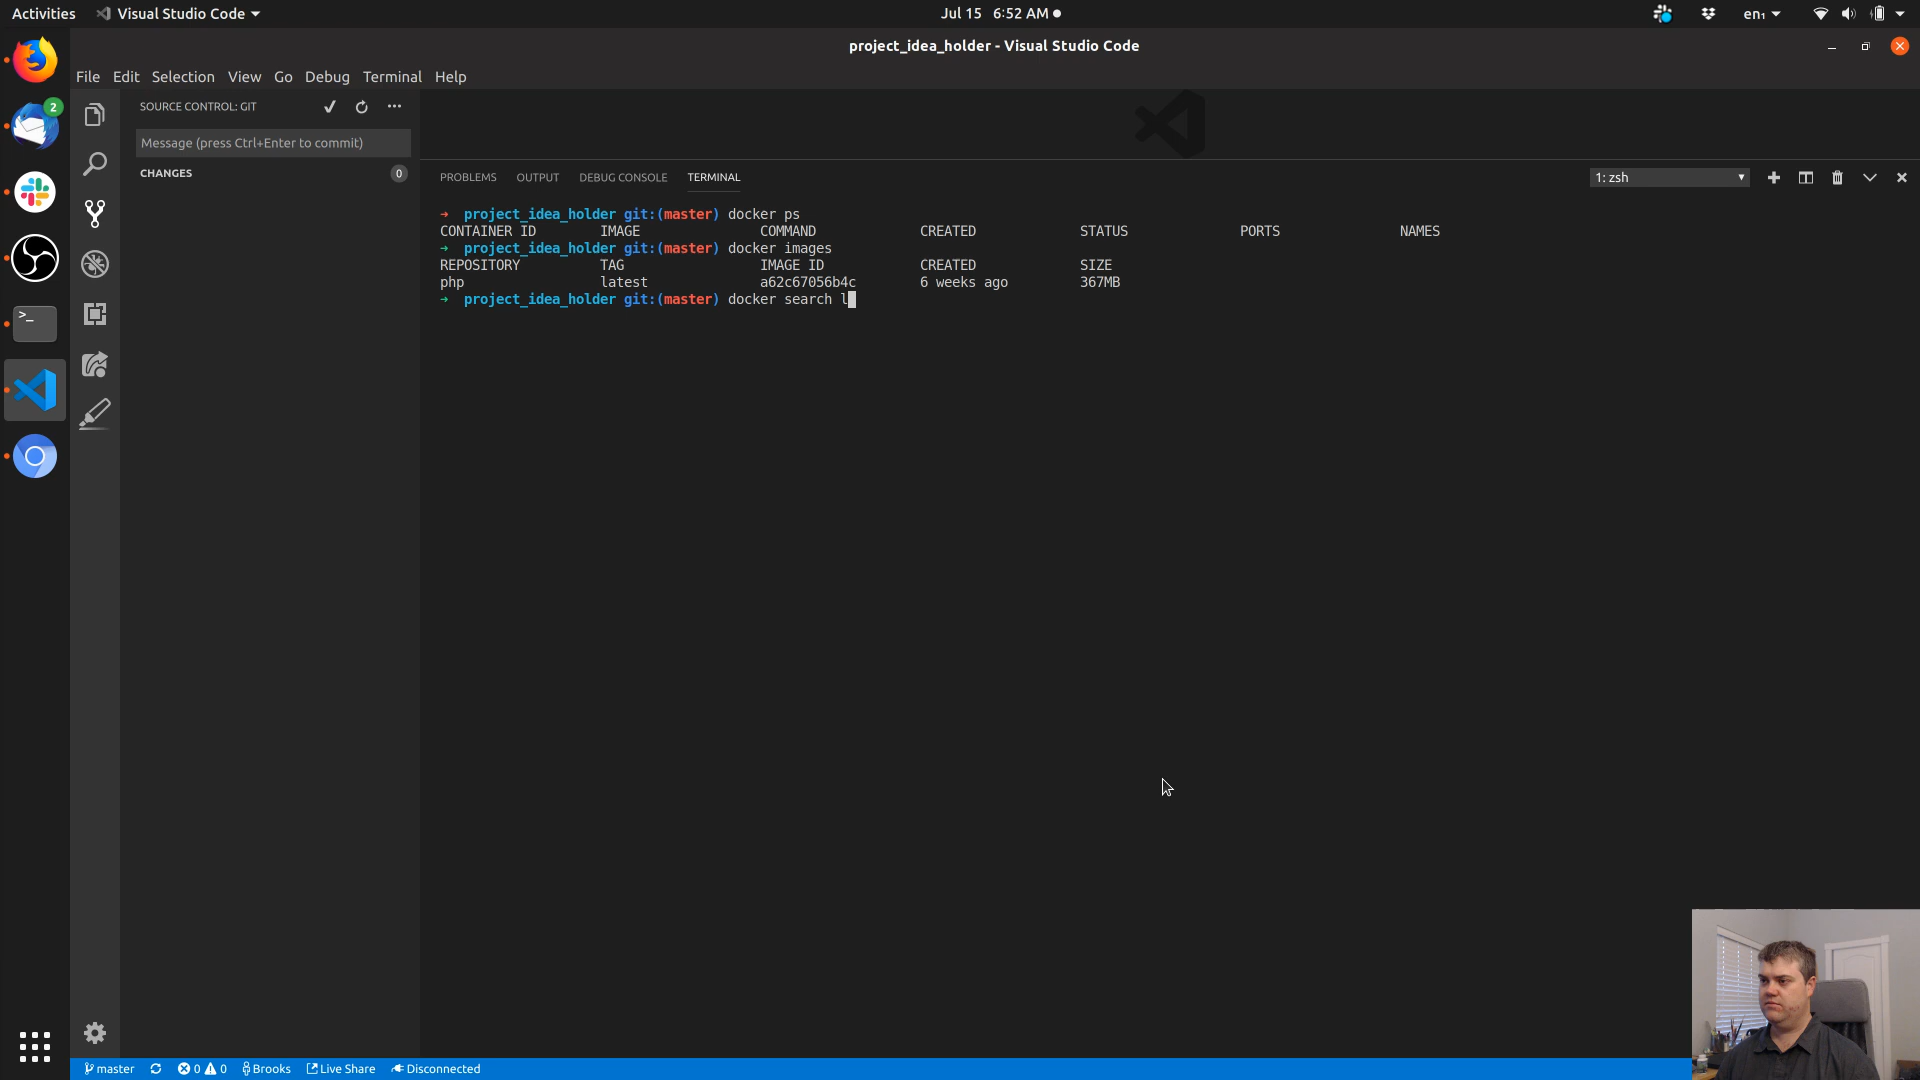 Activities Visual Studio Code Jul 15 6:52 AM en₁
project_idea_holder - Visual Studio Code
File Edit Selection View Go Debug Terminal Help
SOURCE CONTROL: GIT
Message (press Ctrl+Enter to commit)
CHANGES 0
2
>_
PROBLEMS OUTPUT DEBUG CONSOLE TERMINAL 1: zsh
→ project_idea_holder git:(master) docker ps
CONTAINER ID IMAGE COMMAND CREATED STATUS PORTS NAMES
→ project_idea_holder git:(master) docker images
REPOSITORY TAG IMAGE ID CREATED SIZE
php latest a62c67056b4c 6 weeks ago 367MB
→ project_idea_holder git:(master) docker search l
master 0 0 Brooks Live Share Disconnected